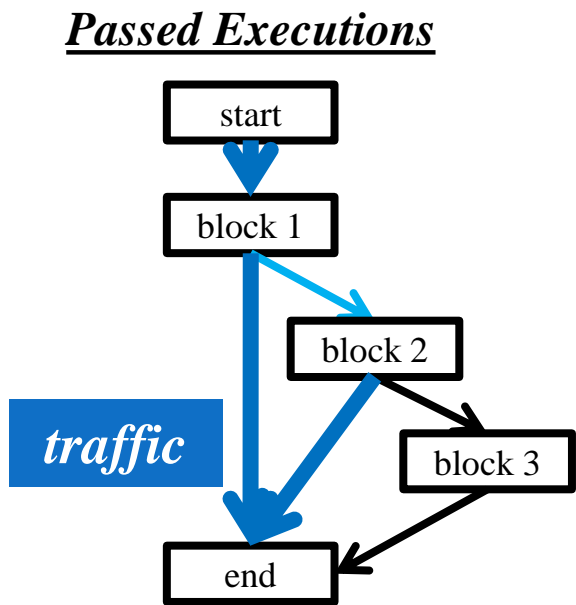 Passed Executions
start
block 1
block 2
traffic
block 3
end